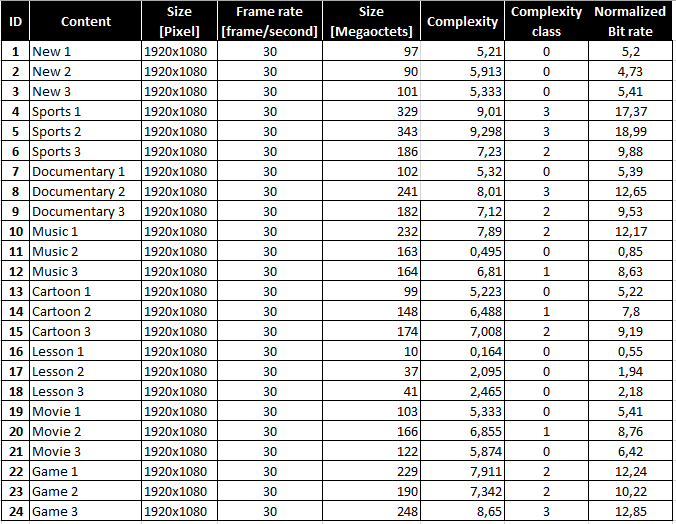 ID Content Size [Pixel] Frame rate [frame/second] Size [Megaoctets] Complexity Complexity class Normalized Bit rate
1 New 1 1920x1080 30 97 5,21 0 5,2
2 New 2 1920x1080 30 90 5,913 0 4,73
3 New 3 1920x1080 30 101 5,333 0 5,41
4 Sports 1 1920x1080 30 329 9,01 3 17,37
5 Sports 2 1920x1080 30 343 9,298 3 18,99
6 Sports 3 1920x1080 30 186 7,23 2 9,88
7 Documentary 1 1920x1080 30 102 5,32 0 5,39
8 Documentary 2 1920x1080 30 241 8,01 3 12,65
9 Documentary 3 1920x1080 30 182 7,12 2 9,53
10 Music 1 1920x1080 30 232 7,89 2 12,17
11 Music 2 1920x1080 30 163 0,495 0 0,85
12 Music 3 1920x1080 30 164 6,81 1 8,63
13 Cartoon 1 1920x1080 30 99 5,223 0 5,22
14 Cartoon 2 1920x1080 30 148 6,488 1 7,8
15 Cartoon 3 1920x1080 30 174 7,008 2 9,19
16 Lesson 1 1920x1080 30 10 0,164 0 0,55
17 Lesson 2 1920x1080 30 37 2,095 0 1,94
18 Lesson 3 1920x1080 30 41 2,465 0 2,18
19 Movie 1 1920x1080 30 103 5,333 0 5,41
20 Movie 2 1920x1080 30 166 6,855 1 8,76
21 Movie 3 1920x1080 30 122 5,874 0 6,42
22 Game 1 1920x1080 30 229 7,911 2 12,24
23 Game 2 1920x1080 30 190 7,342 2 10,22
24 Game 3 1920x1080 30 248 8,65 3 12,85